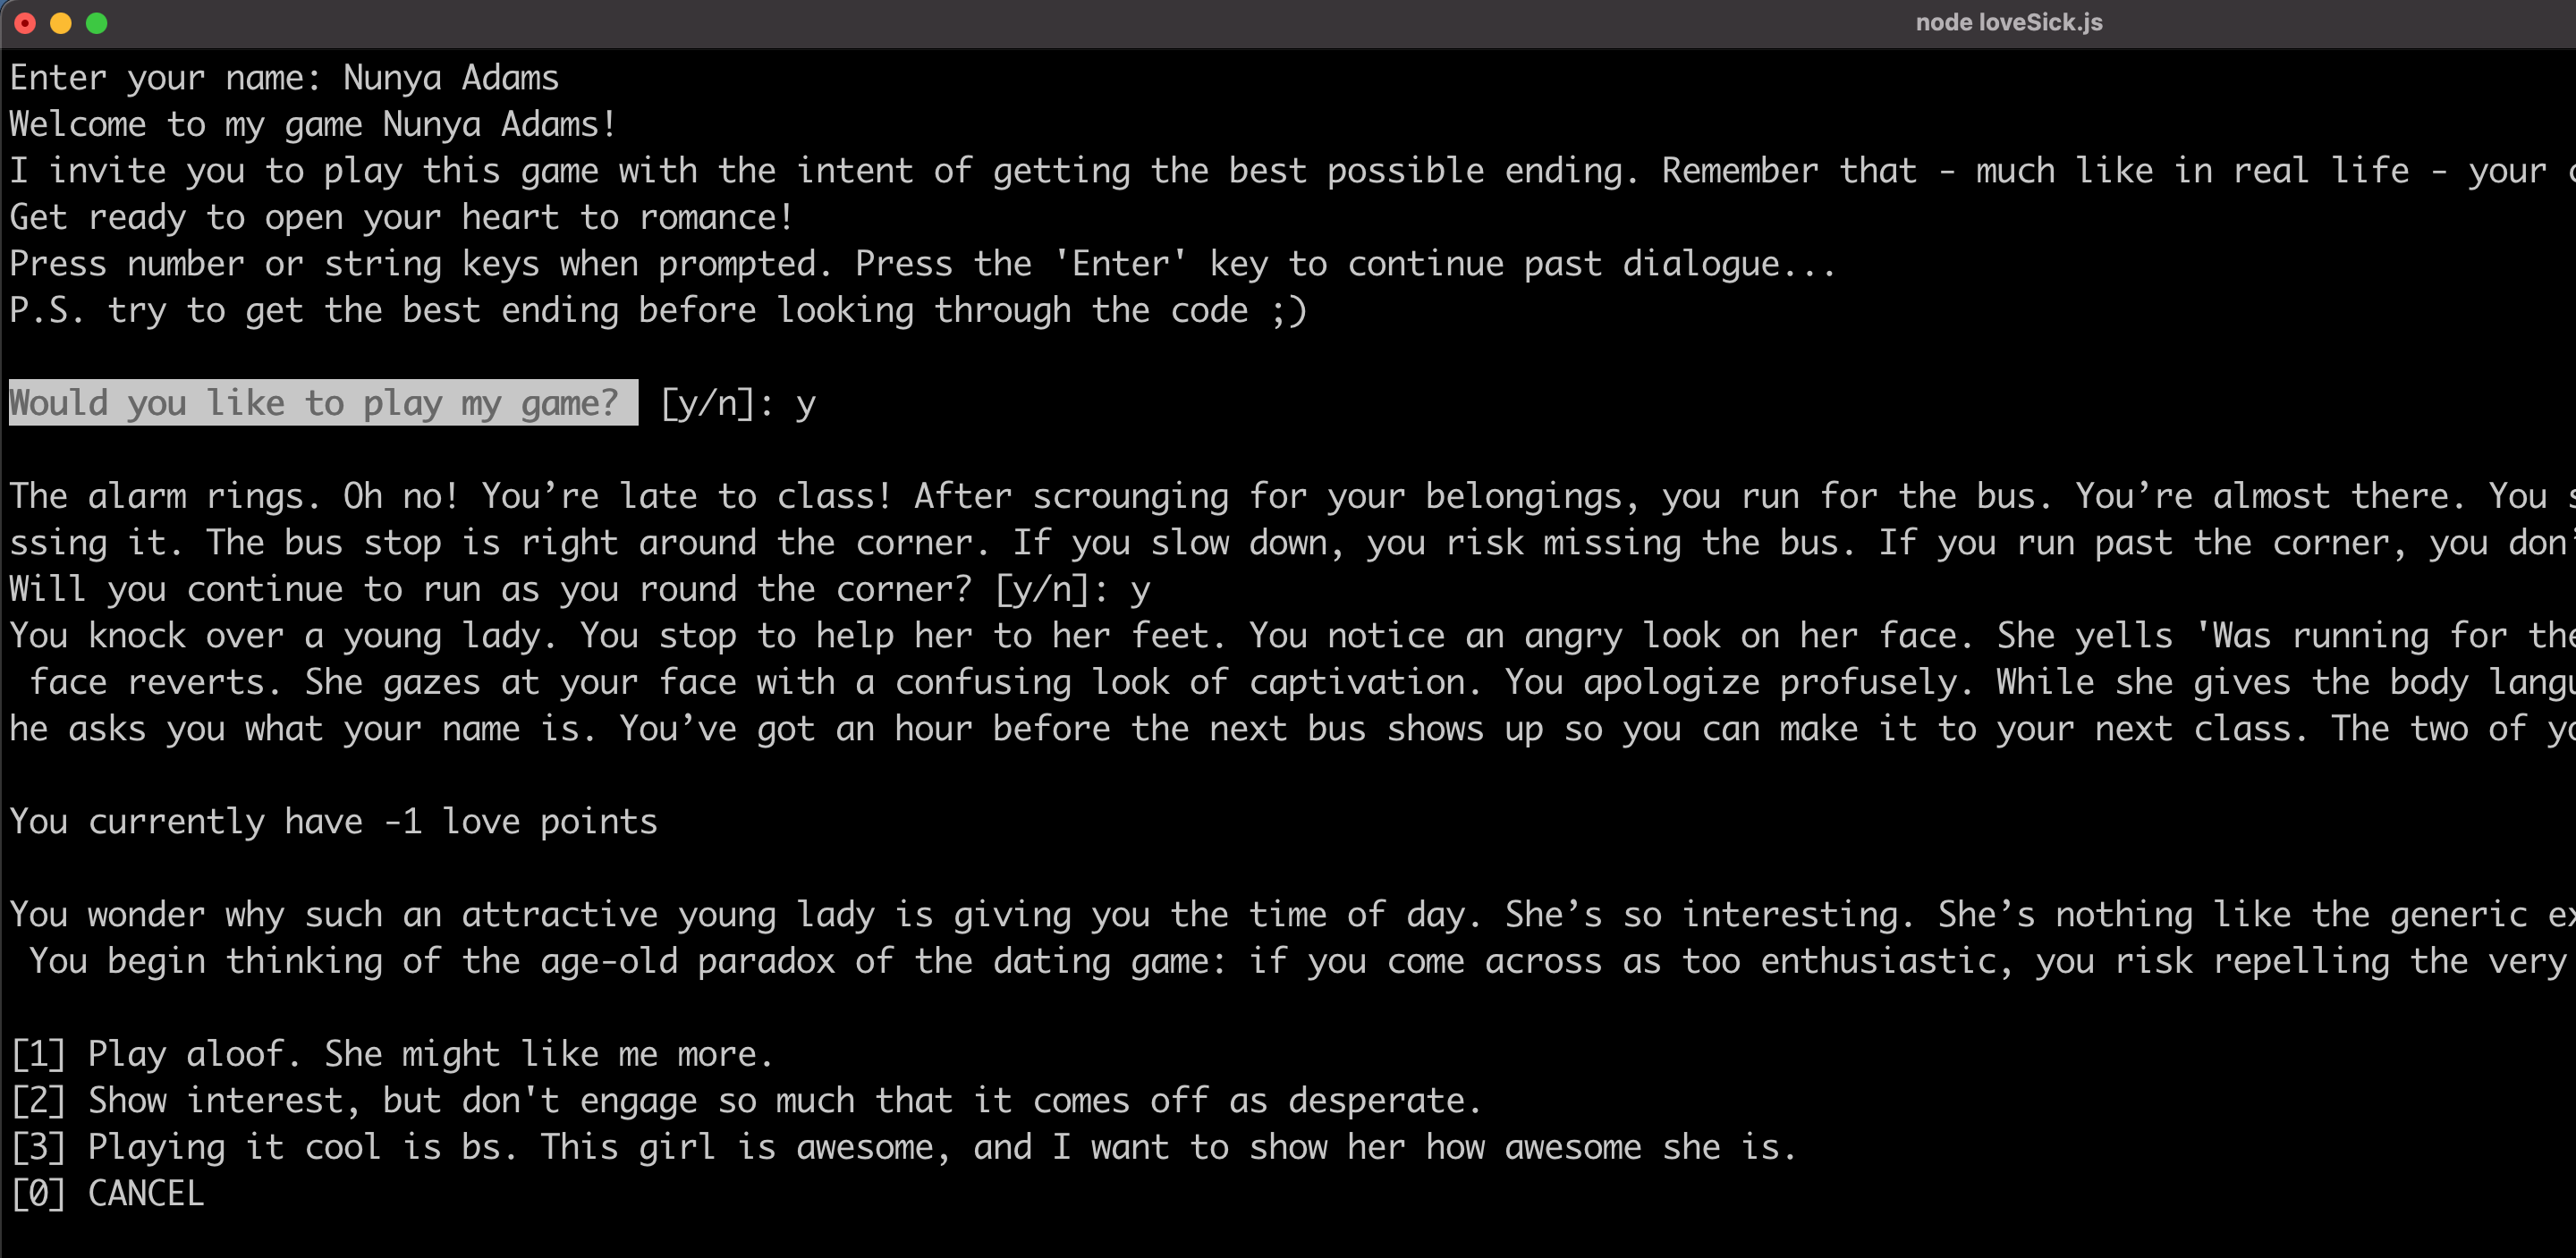 node loveSick.js
Enter your name: Nunya Adams
Welcome to my game Nunya Adams!
I invite you to play this game with the intent of getting the best possible ending. Remember that - much like in real life - your
Get ready to open your heart to romance!
Press number or string keys when prompted. Press the 'Enter' key to continue past dialogue...
P.S. try to get the best ending before looking through the code ;)
Would you like to play my game? [y/n]: y
The alarm rings. Oh no! You’re late to class! After scrounging for your belongings, you run for the bus. You’re almost there. You
ssing it. The bus stop is right around the corner. If you slow down, you risk missing the bus. If you run past the corner, you don’
Will you continue to run as you round the corner? [y/n]: y
You knock over a young lady. You stop to help her to her feet. You notice an angry look on her face. She yells 'Was running for the
face reverts. She gazes at your face with a confusing look of captivation. You apologize profusely. While she gives the body langu
he asks you what your name is. You’ve got an hour before the next bus shows up so you can make it to your next class. The two of yo
You currently have -1 love points
You wonder why such an attractive young lady is giving you the time of day. She’s so interesting. She’s nothing like the generic ex
You begin thinking of the age-old paradox of the dating game: if you come across as too enthusiastic, you risk repelling the very
[1] Play aloof. She might like me more.
[2] Show interest, but don't engage so much that it comes off as desperate.
[3] Playing it cool is bs. This girl is awesome, and I want to show her how awesome she is.
[0] CANCEL